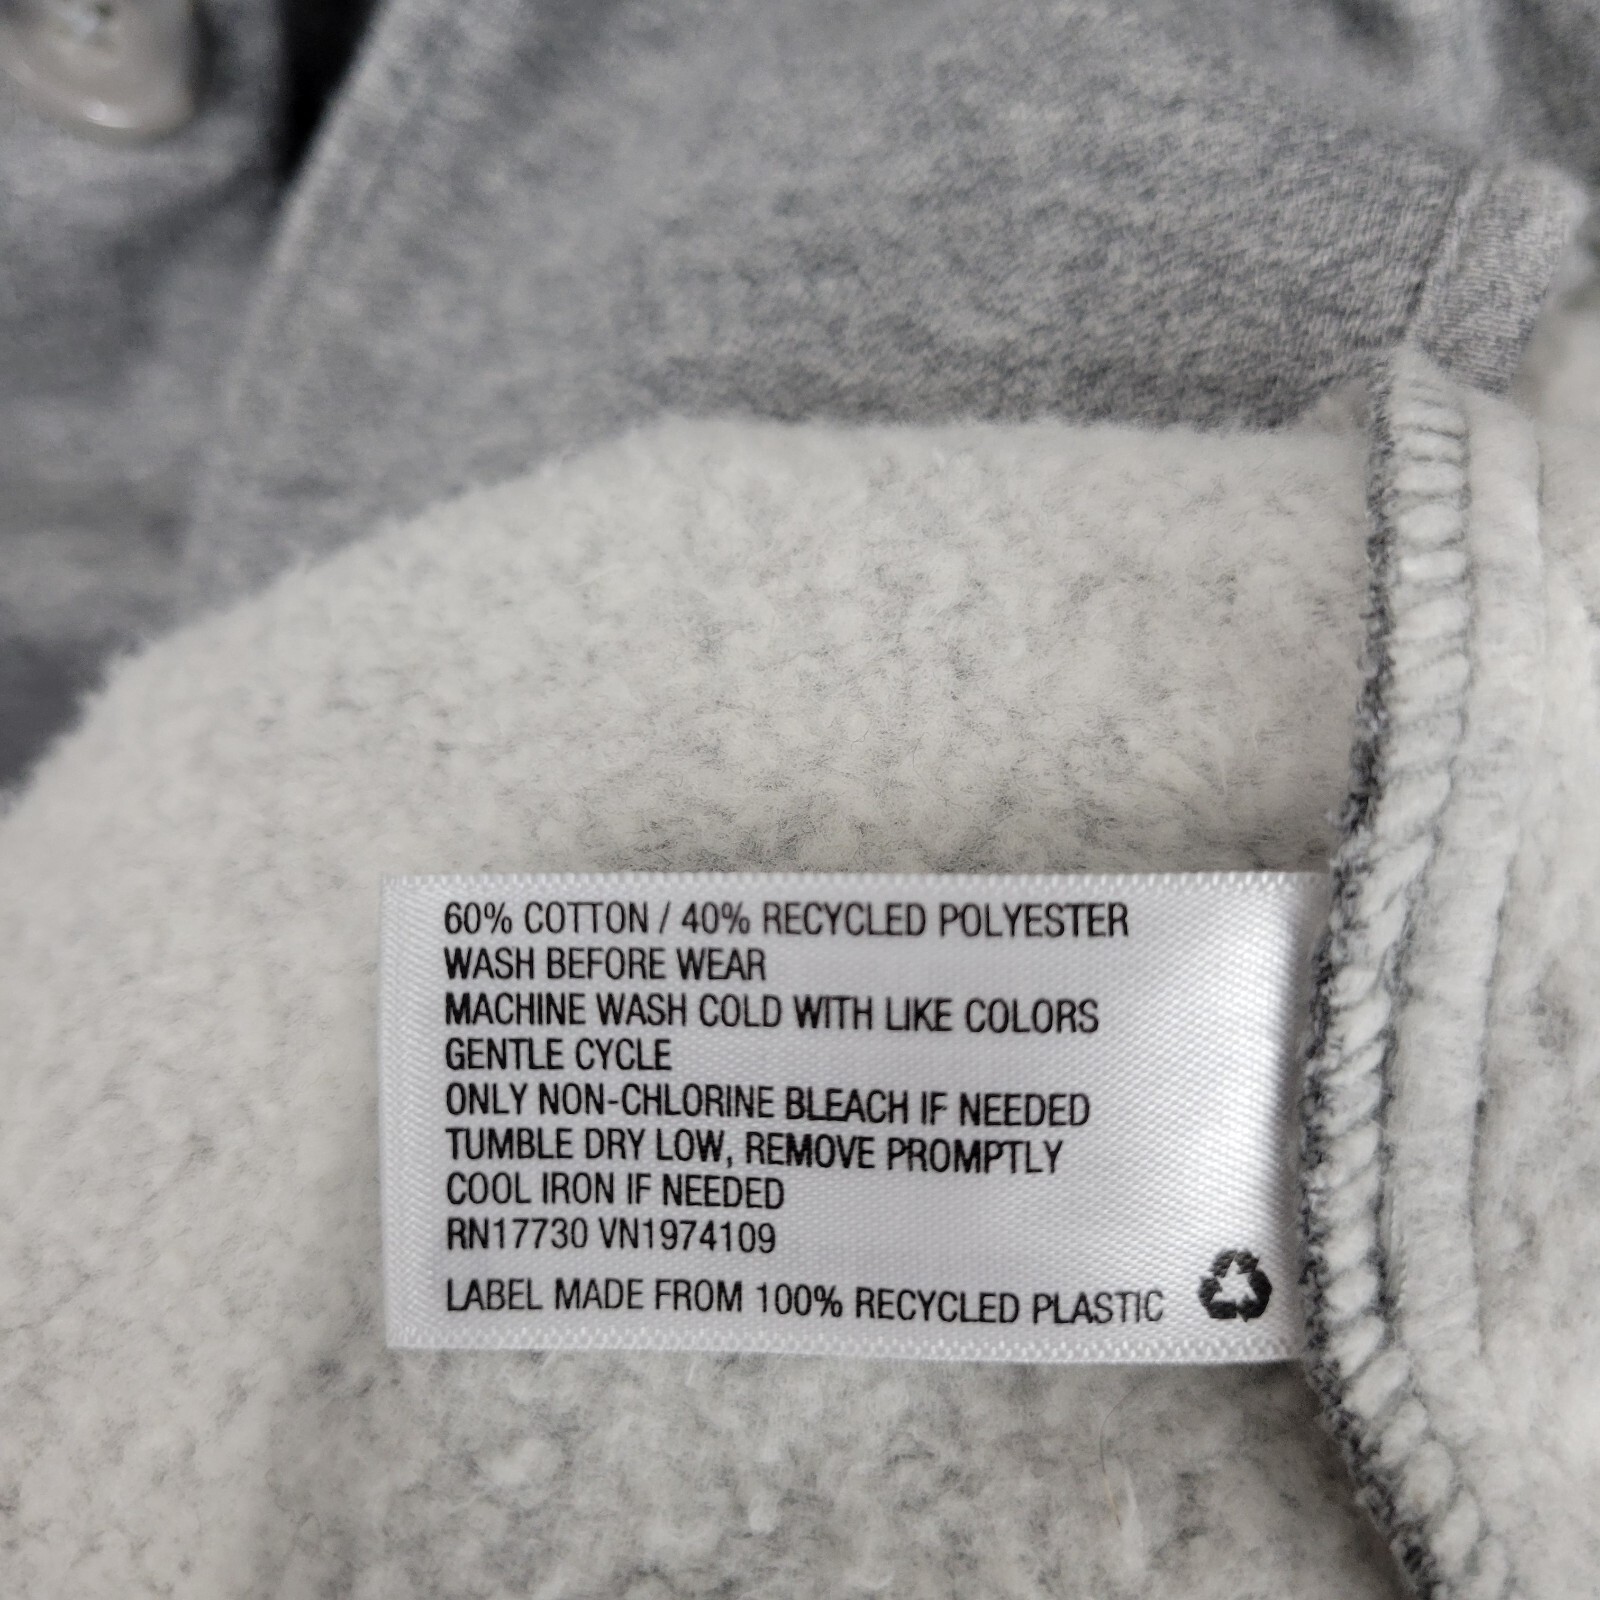 60% COTTON / 40% RECYCLED POLYESTER
WASH BEFORE WEAR
MACHINE WASH COLD WITH LIKE COLORS
GENTLE CYCLE
ONLY NON-CHLORINE BLEACH IF NEEDED
TUMBLE DRY LOW, REMOVE PROMPTLY
COOL IRON IF NEEDED
RN17730 VN1974109
LABEL MADE FROM 100% RECYCLED PLASTIC